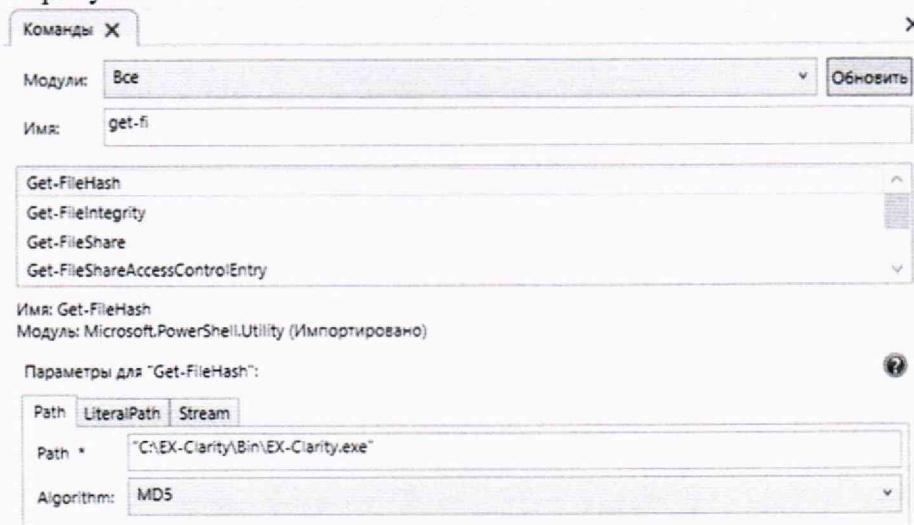 Команды X
Модули: Все Обновить
Имя: get-fi
Get-FileHash
Get-FileIntegrity
Get-FileShare
Get-FileShareAccessControlEntry
Имя: Get-FileHash
Модуль: Microsoft.PowerShell.Utility (Импортировано)
Параметры для "Get-FileHash": ?
Path LiteralPath Stream
Path * "C:\EX-Clarity\Bin\EX-Clarity.exe"
Algorithm: MD5